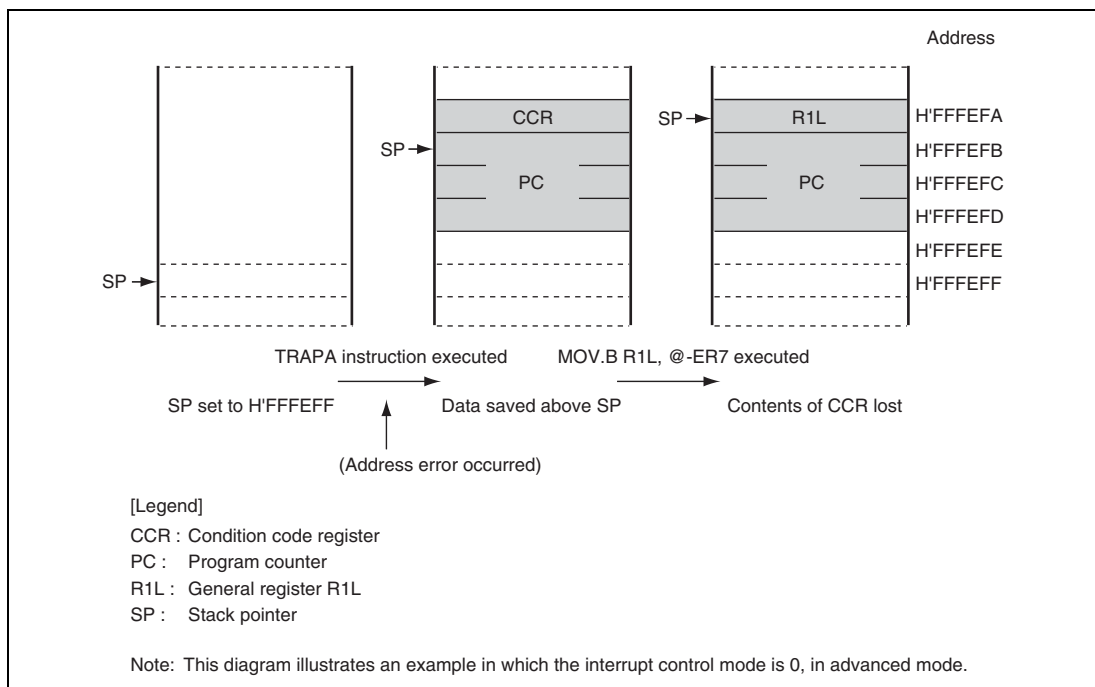 Address
CCR
SP
R1L
H'FFFEFA
SP
H'FFFEFB
PC
PC
H'FFFEFC
H'FFFEFD
H'FFFEFE
SP
H'FFFEFF
TRAPA instruction executed
MOV.B R1L, @-ER7 executed
SP set to H'FFFEFF
Data saved above SP
Contents of CCR lost
(Address error occurred)
[Legend]
CCR : Condition code register
PC : Program counter
R1L : General register R1L
SP : Stack pointer
Note: This diagram illustrates an example in which the interrupt control mode is 0, in advanced mode.